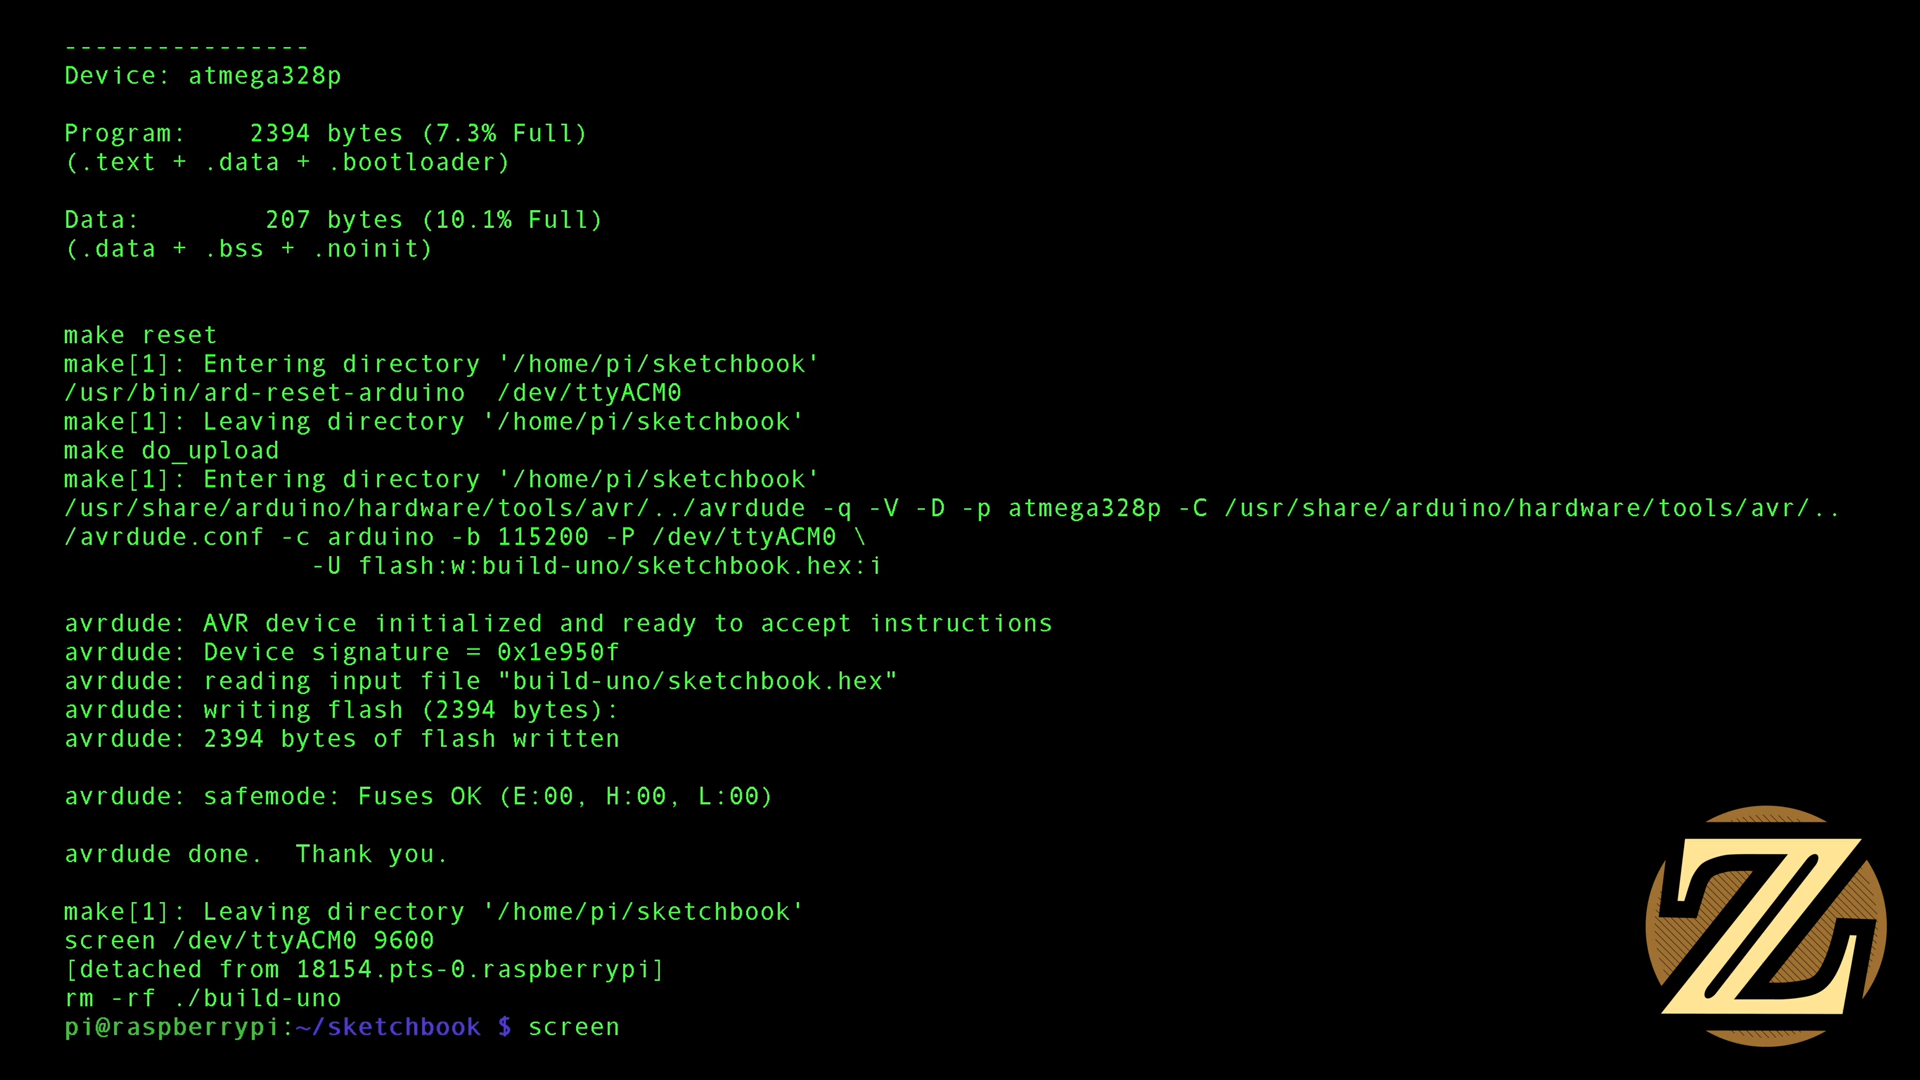 ----------------
Device: atmega328p
Program:    2394 bytes (7.3% Full)
(.text + .data + .bootloader)
Data:        207 bytes (10.1% Full)
(.data + .bss + .noinit)
make reset
make[1]: Entering directory '/home/pi/sketchbook'
/usr/bin/ard-reset-arduino  /dev/ttyACM0
make[1]: Leaving directory '/home/pi/sketchbook'
make do_upload
make[1]: Entering directory '/home/pi/sketchbook'
/usr/share/arduino/hardware/tools/avr/../avrdude -q -V -D -p atmega328p -C /usr/share/arduino/hardware/tools/avr/..
/avrdude.conf -c arduino -b 115200 -P /dev/ttyACM0 \
                -U flash:w:build-uno/sketchbook.hex:i
avrdude: AVR device initialized and ready to accept instructions
avrdude: Device signature = 0x1e950f
avrdude: reading input file "build-uno/sketchbook.hex"
avrdude: writing flash (2394 bytes):
avrdude: 2394 bytes of flash written
avrdude: safemode: Fuses OK (E:00, H:00, L:00)
avrdude done.  Thank you.
make[1]: Leaving directory '/home/pi/sketchbook'
screen /dev/ttyACM0 9600
[detached from 18154.pts-0.raspberrypi]
rm -rf ./build-uno
pi@raspberrypi:~/sketchbook $ screen
Z